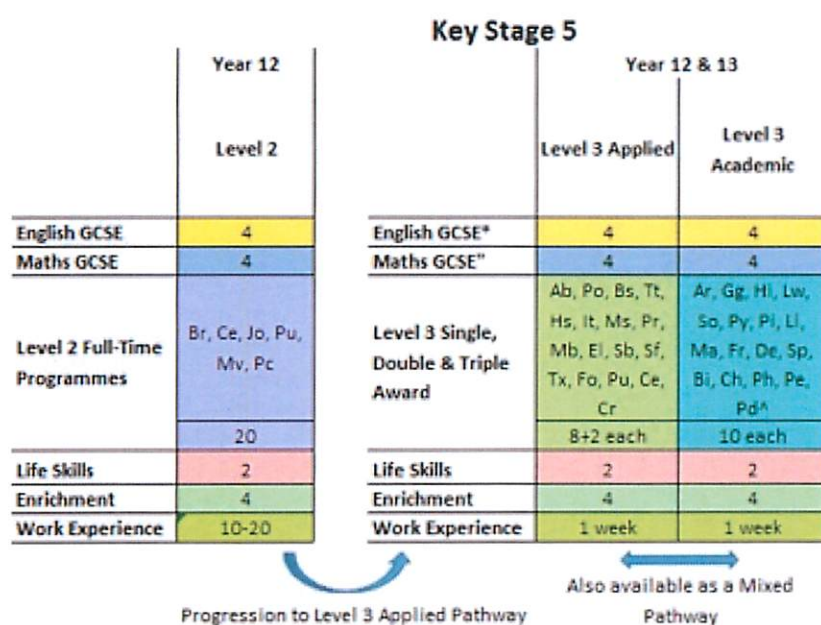 Key Stage 5
Year 12
Level 2
English GCSE 4
Maths GCSE 4
Level 2 Full-Time
Programmes
Br, Ce, Jo, Pu,
Mv, Pc
20
Life Skills 2
Enrichment 4
Work Experience 10-20
Year 12 & 13
Level 3 Applied
Level 3
Academic
English GCSE* 4 4
Maths GCSE" 4 4
Level 3 Single,
Double & Triple
Award
Ab, Po, Bs, Tt,
Hs, It, Ms, Pr,
Mb, El, Sb, Sf,
Tx, Fo, Pu, Ce,
Cr
8+2 each
Ar, Gg, Hi, Lw,
So, Py, Pl, Ll,
Ma, Fr, De, Sp,
Bi, Ch, Ph, Pe,
Pd^
10 each
Life Skills 2 2
Enrichment 4 4
Work Experience 1 week 1 week
Progression to Level 3 Applied Pathway
Also available as a Mixed
Pathway